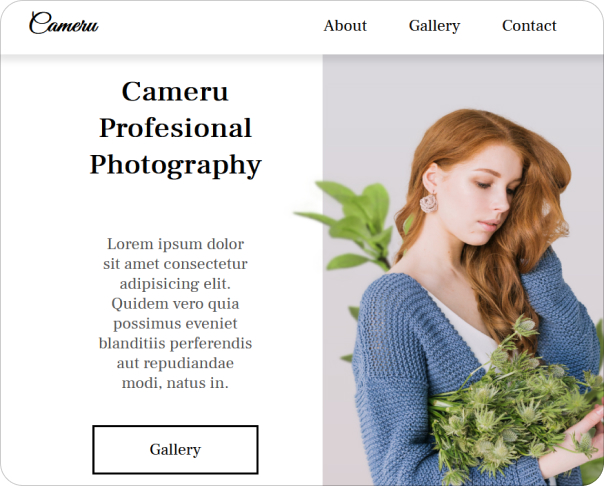 Cameru
About Gallery Contact
Cameru
Profesional
Photography
Lorem ipsum dolor
sit amet consectetur
adipisicing elit.
Quidem vero quia
possimus eveniet
blanditiis perferendis
aut repudiandae
modi, natus in.
Gallery